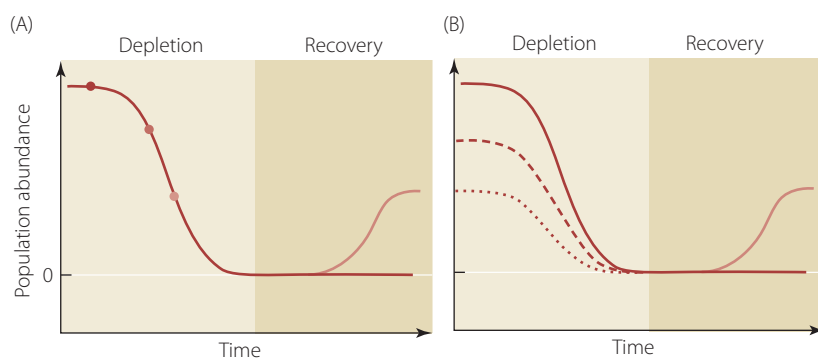 (A)
Depletion
Recovery
Population abundance
0
Time
(B)
Depletion
Recovery
Time